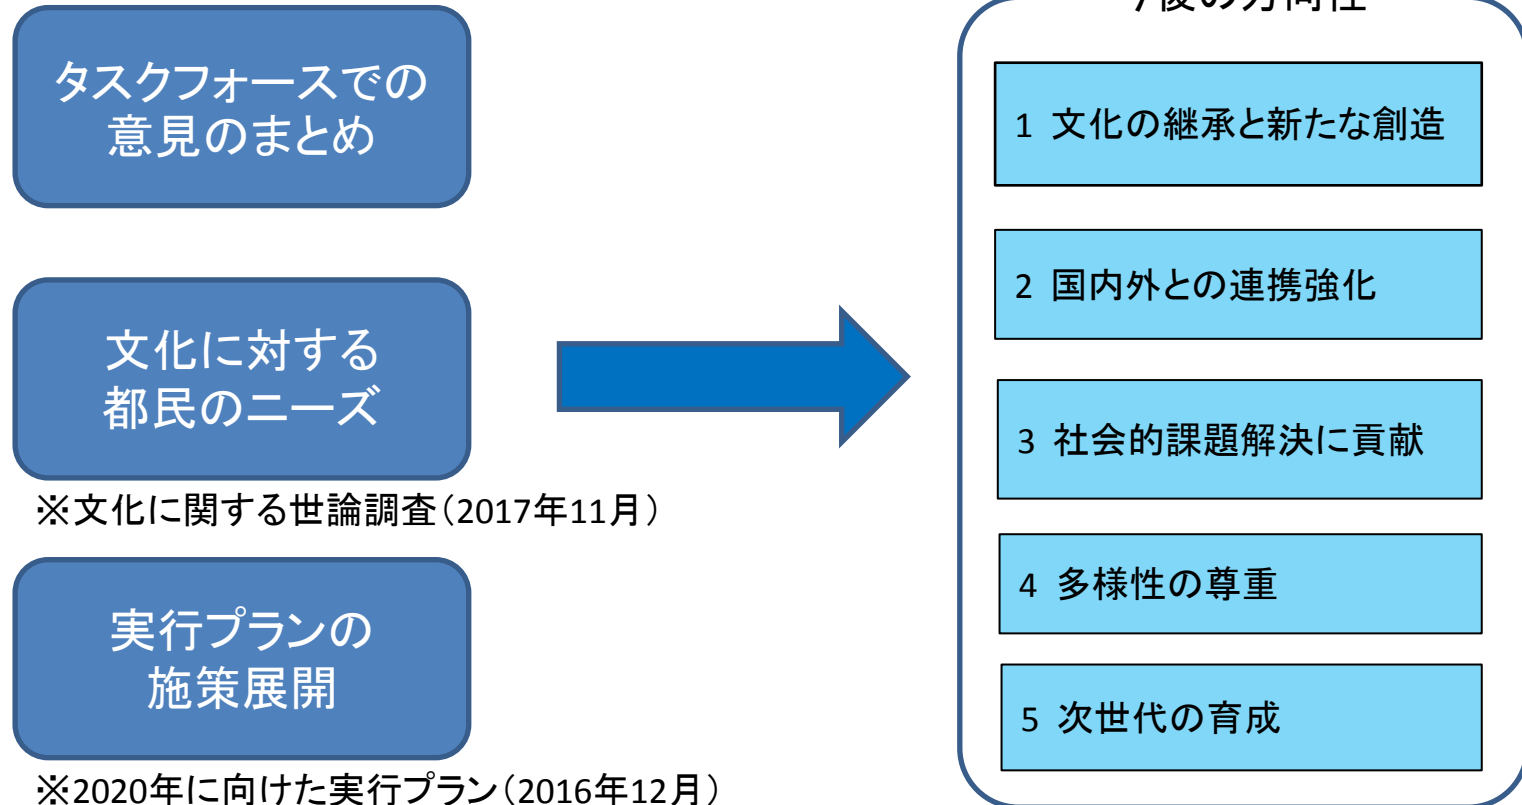 タスクフォースでの
意見のまとめ
文化に対する
都民のニーズ
※文化に関する世論調査（2017年11月）
実行プランの
施策展開
※2020年に向けた実行プラン（2016年12月）
後の方向性
1 文化の継承と新たな創造
2 国内外との連携強化
3 社会的課題解決に貢献
4 多様性の尊重
5 次世代の育成